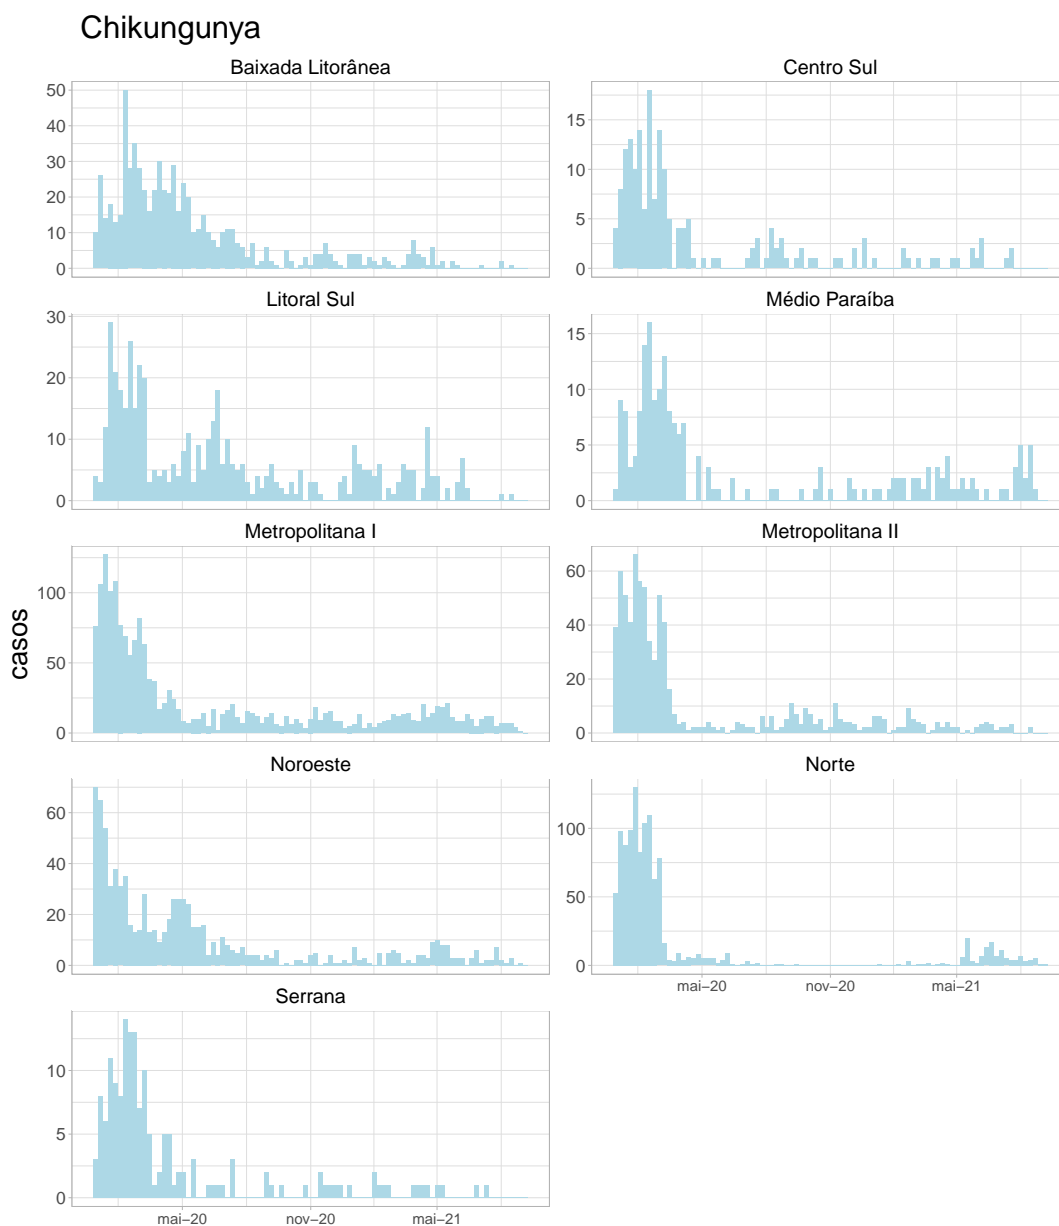 Chikungunya
Baixada Litorânea
Centro Sul
50
40
30
20
10
0
15
10
5
0
Litoral Sul
Médio Paraíba
30
20
10
0
15
10
5
0
Metropolitana I
Metropolitana II
100
50
0
60
40
20
0
casos
Noroeste
Norte
60
40
20
0
100
50
0
mai−20
nov−20
mai−21
Serrana
10
5
0
mai−20
nov−20
mai−21